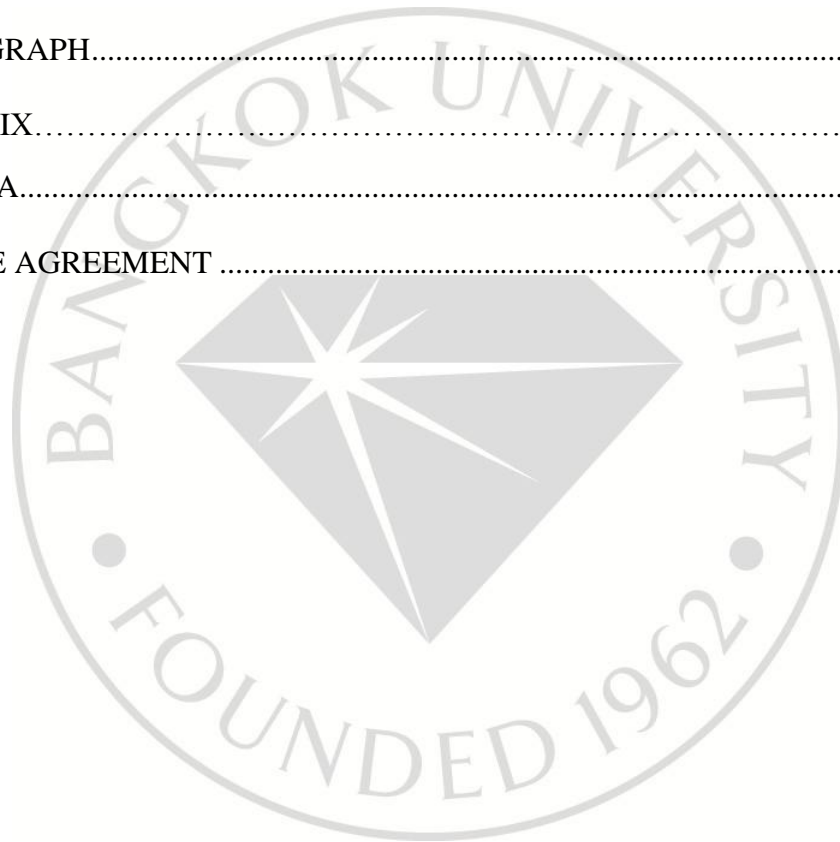 GRAPH..............................................................................................
IX…………………………………………………………………………
A..............................................................................................................
E AGREEMENT ..............................................................................
BANGKOK UNIVERSITY
• FOUNDED 1962 •